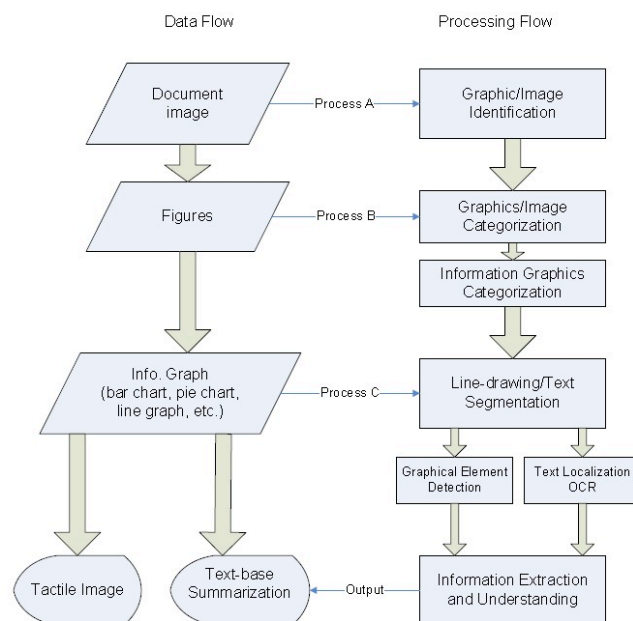 Data Flow
Processing Flow
Document
image
Process A
Graphic/Image
Identification
Figures
Process B
Graphics/Image
Categorization
Information Graphics
Categorization
Info. Graph
(bar chart, pie chart,
line graph, etc.)
Process C
Line-drawing/Text
Segmentation
Graphical Element
Detection
Text Localization
OCR
Tactile Image
Text-base
Summarization
Output
Information Extraction
and Understanding